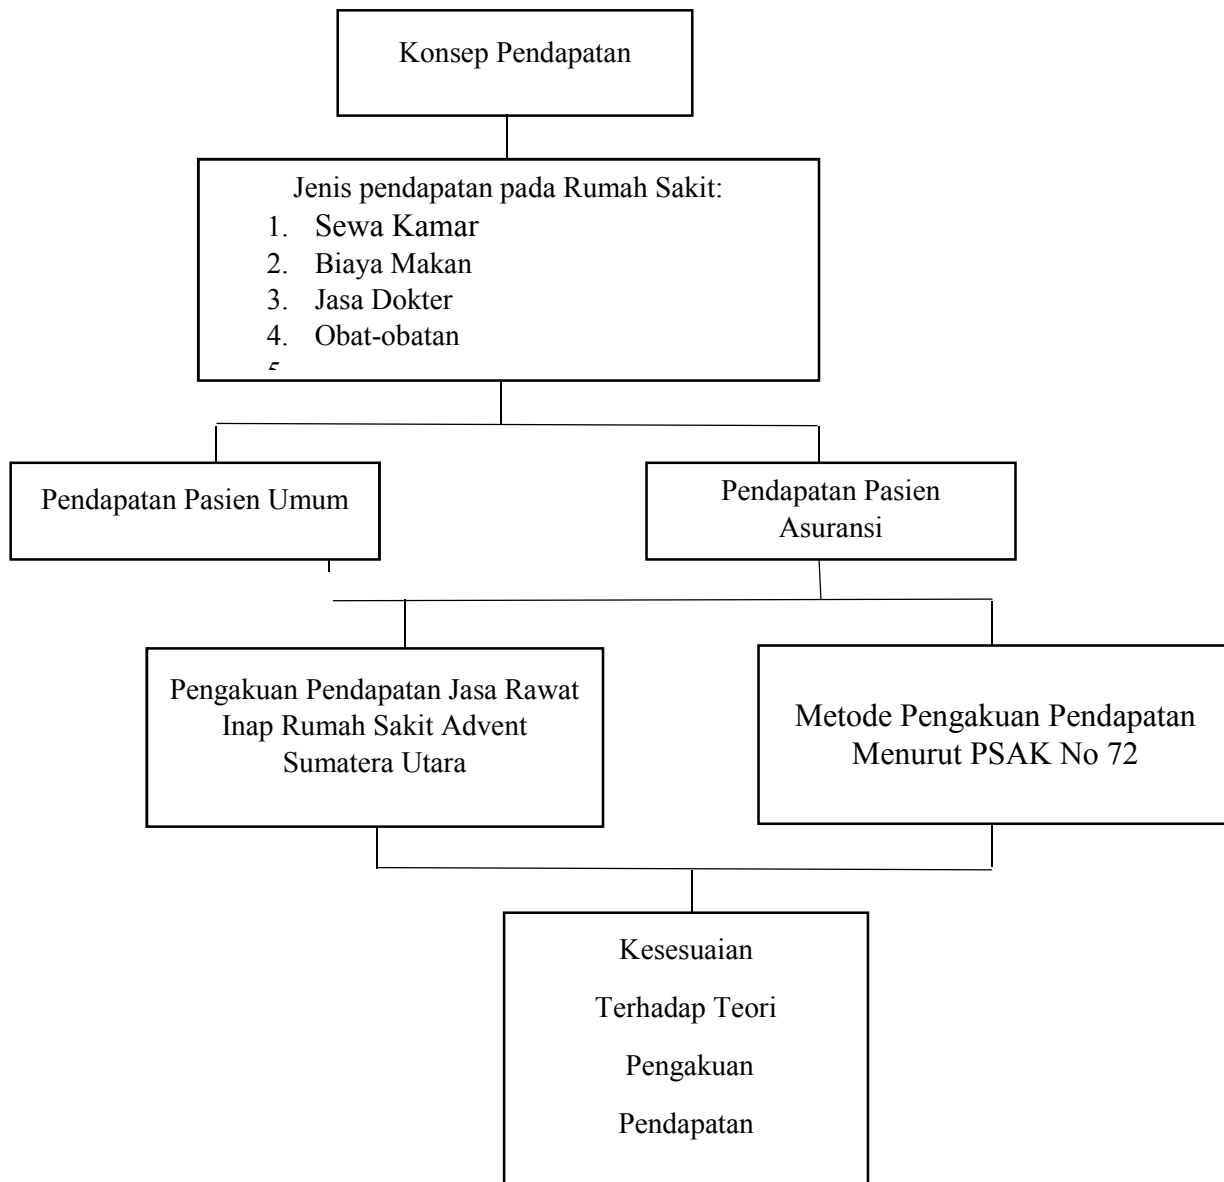 Konsep Pendapatan
Jenis pendapatan pada Rumah Sakit:
1. Sewa Kamar
2. Biaya Makan
3. Jasa Dokter
4. Obat-obatan
Pendapatan Pasien Umum
Pendapatan Pasien
Asuransi
Pengakuan Pendapatan Jasa Rawat
Inap Rumah Sakit Advent
Sumatera Utara
Metode Pengakuan Pendapatan
Menurut PSAK No 72
Kesesuaian
Terhadap Teori
Pengakuan
Pendapatan